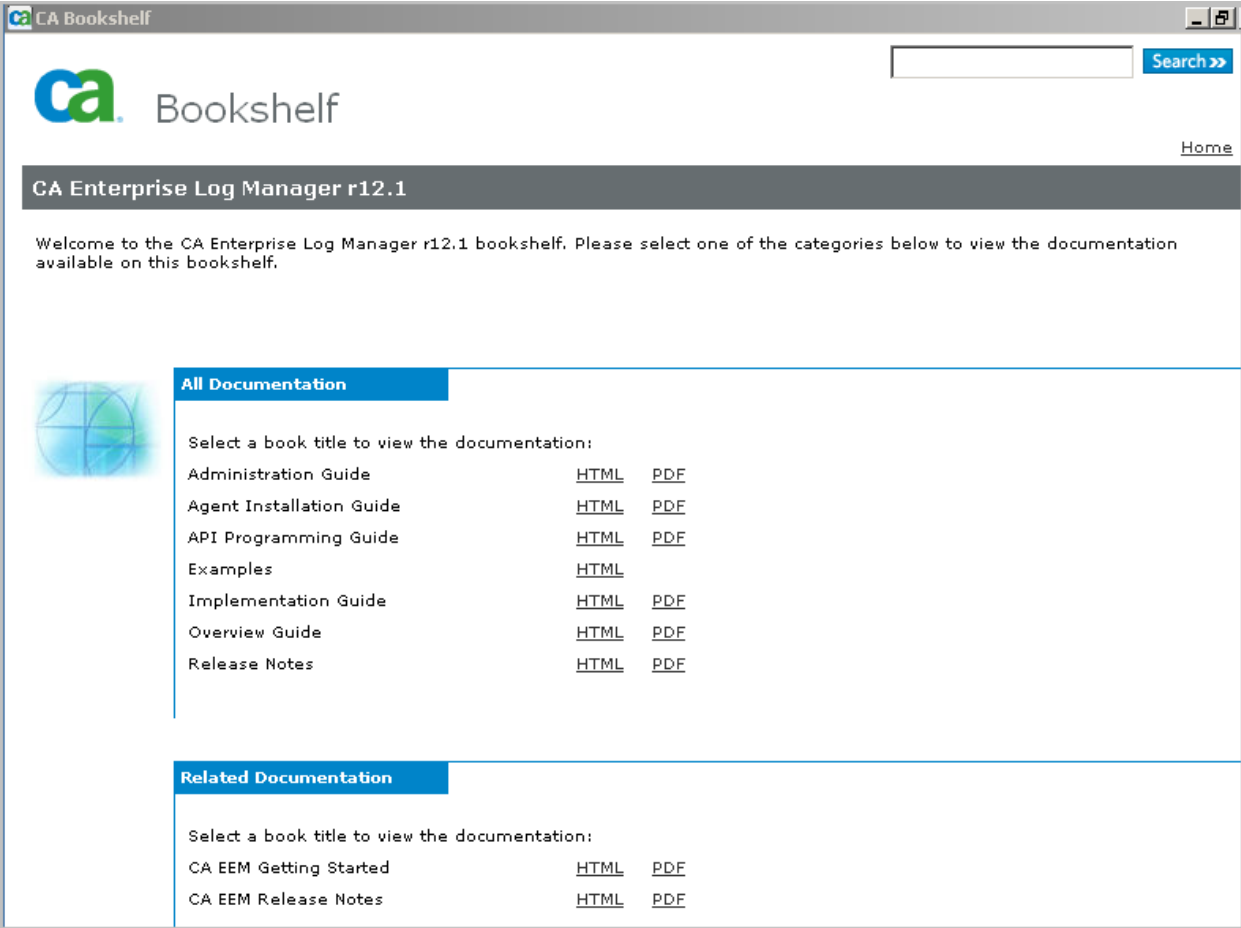 CA Bookshelf
Search »
ca. Bookshelf
Home
CA Enterprise Log Manager r12.1
Welcome to the CA Enterprise Log Manager r12.1 bookshelf. Please select one of the categories below to view the documentation
available on this bookshelf.
All Documentation
Select a book title to view the documentation:
Administration Guide HTML PDF
Agent Installation Guide HTML PDF
API Programming Guide HTML PDF
Examples HTML
Implementation Guide HTML PDF
Overview Guide HTML PDF
Release Notes HTML PDF
Related Documentation
Select a book title to view the documentation:
CA EEM Getting Started HTML PDF
CA EEM Release Notes HTML PDF